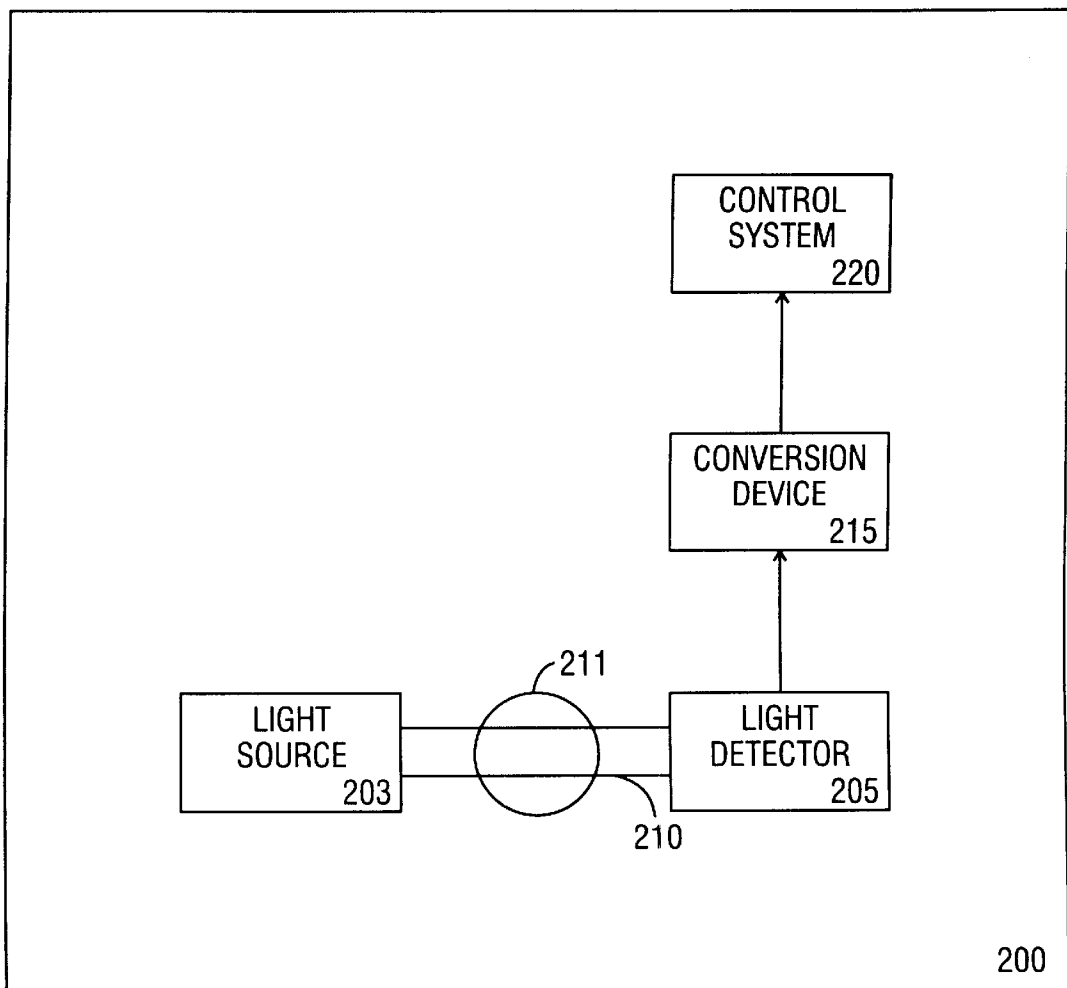 CONTROL
SYSTEM
220
CONVERSION
DEVICE
215
211
LIGHT
SOURCE
203
LIGHT
DETECTOR
205
210
200